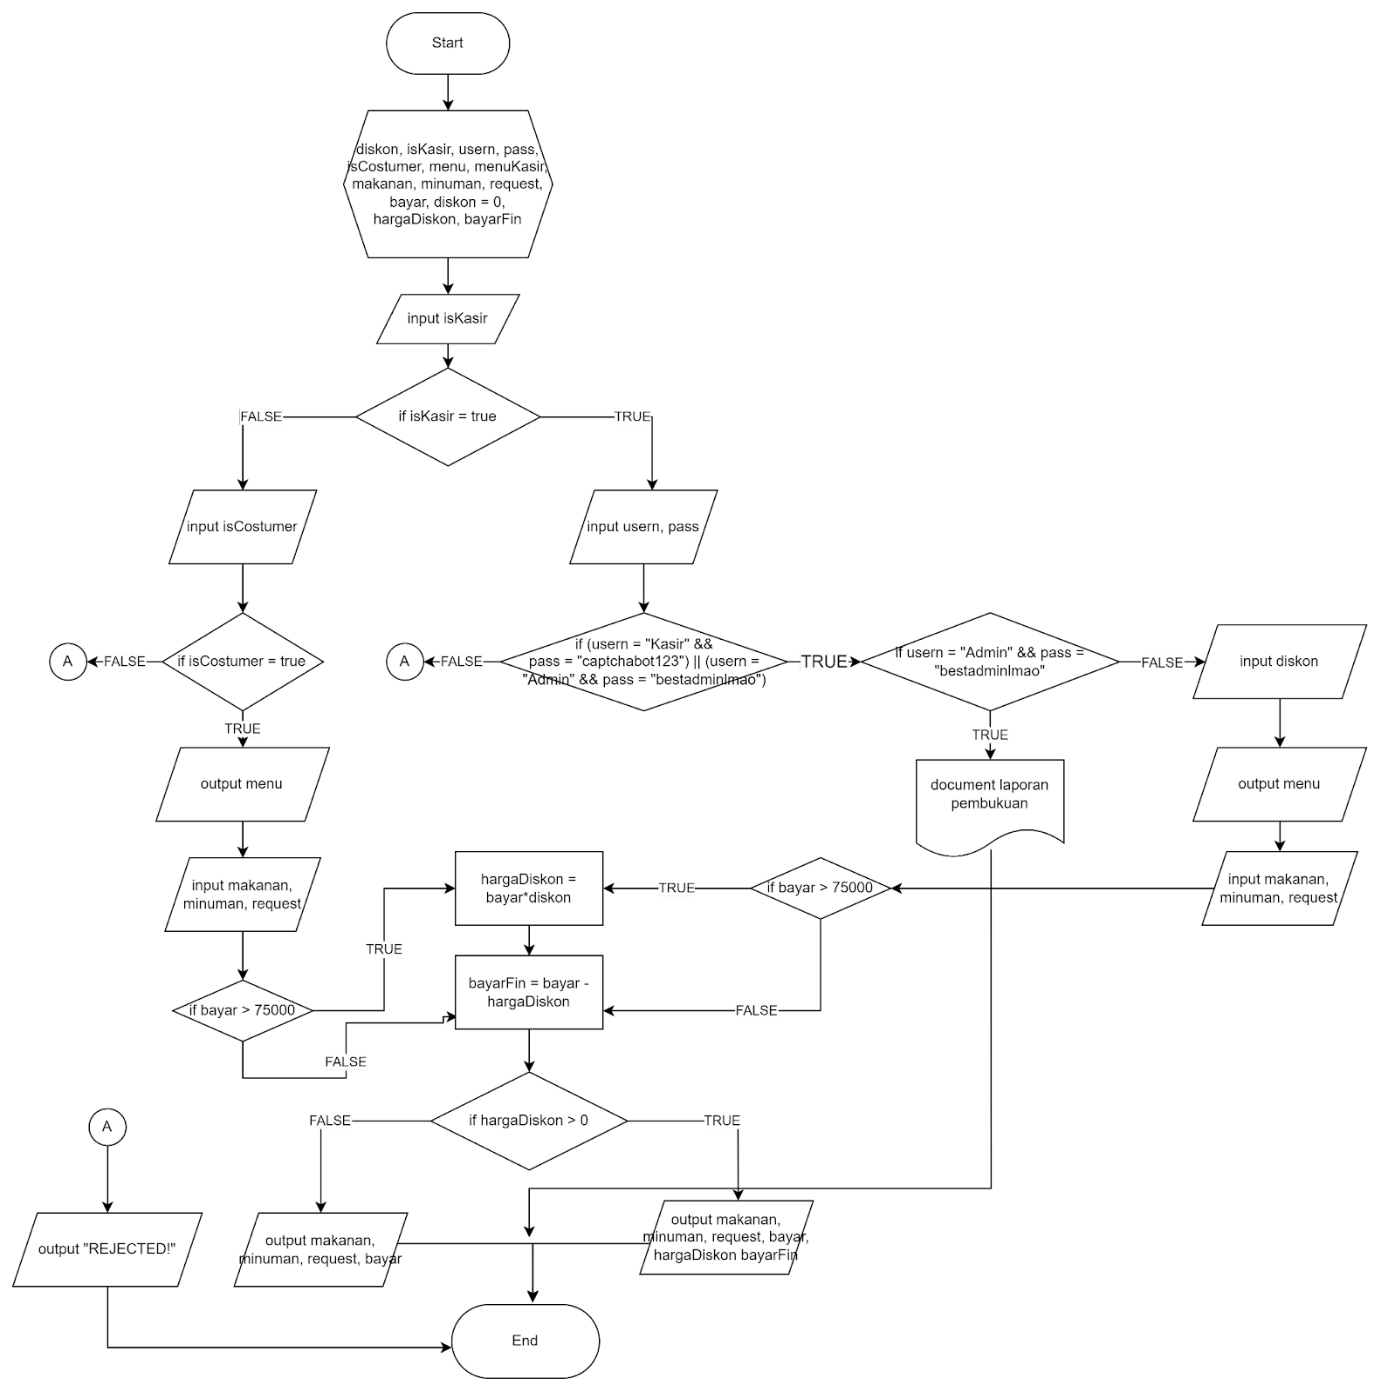 Start
diskon, isKasir, usern, pass,
isCostumer, menu, menuKasir,
makanan, minuman, request,
bayar, diskon = 0,
hargaDiskon, bayarFin
input isKasir
if isKasir = true
FALSE
TRUE
input isCostumer
input usern, pass
A
FALSE
if isCostumer = true
TRUE
A
FALSE
if (usern = "Kasir" &&
pass = "captchabot123") || (usern =
"Admin" && pass = "bestadminlmao")
TRUE
if usern = "Admin" && pass =
"bestadminlmao"
FALSE
input diskon
TRUE
output menu
document laporan
pembukuan
output menu
input makanan,
minuman, request
hargaDiskon =
bayar*diskon
TRUE
if bayar > 75000
input makanan,
minuman, request
TRUE
if bayar > 75000
FALSE
bayarFin = bayar -
hargaDiskon
FALSE
A
FALSE
if hargaDiskon > 0
TRUE
output "REJECTED!"
output makanan,
minuman, request, bayar
output makanan,
minuman, request, bayar,
hargaDiskon bayarFin
End